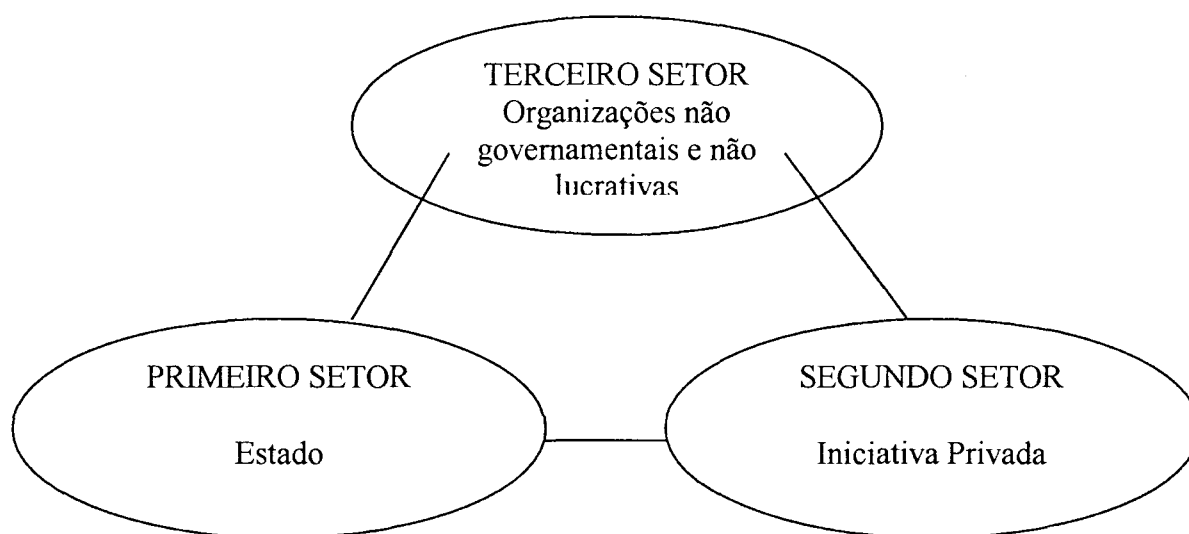 TERCEIRO SETOR
Organizações não
governamentais e não
lucrativas
PRIMEIRO SETOR
Estado
SEGUNDO SETOR
Iniciativa Privada